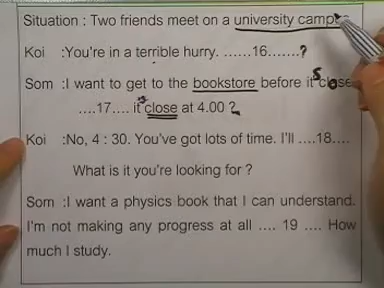 Situation : Two friends meet on a university campus
Koi :You're in a terrible hurry. ......16.......?
Som :I want to get to the bookstore before it close
....17.... it close at 4.00 ?
Koi :No, 4 : 30. You've got lots of time. I'll ....18....
What is it you're looking for ?
Som :I want a physics book that I can understand.
I'm not making any progress at all .... 19 .... How
much I study.